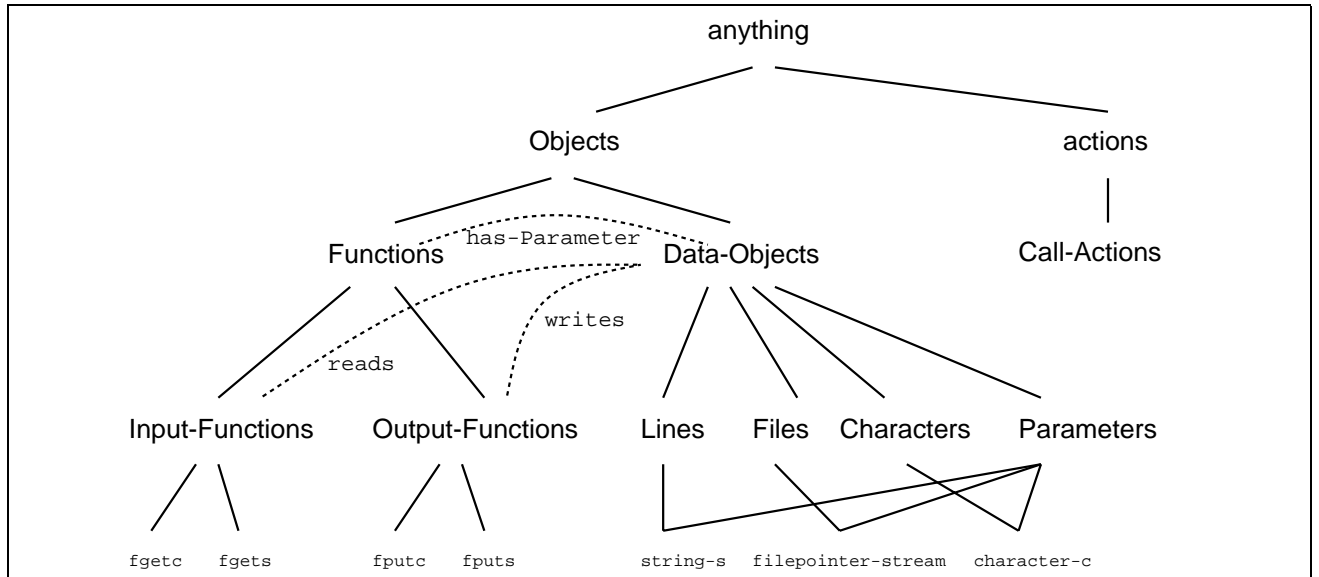 anything
Objects
actions
has-Parameter
Functions
Data-Objects
Call-Actions
writes
reads
Input-Functions
Output-Functions
Lines
Files
Characters
Parameters
fgetc
fgets
fputc
fputs
string-s
filepointer-stream
character-c